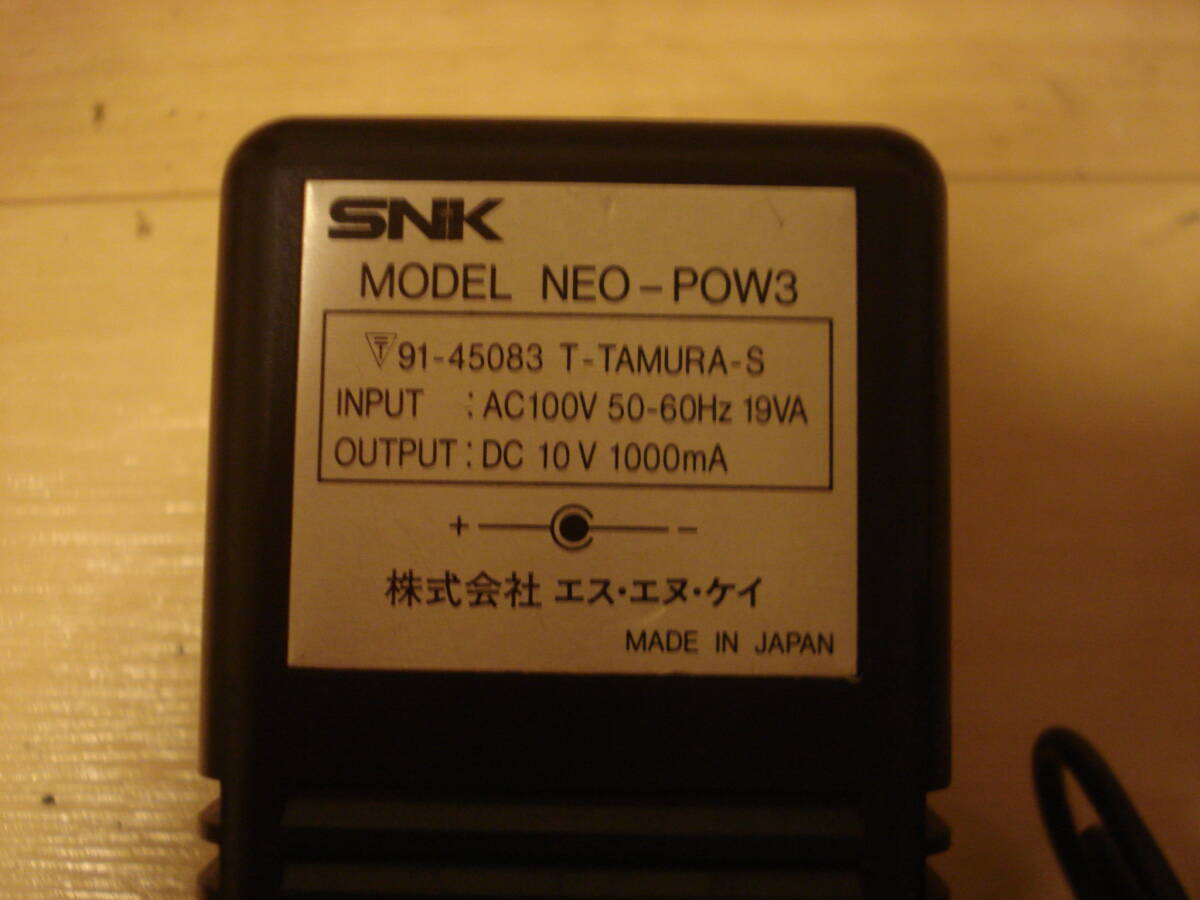 SNK
MODEL NEO-POW3
T 91-45083 T-TAMURA-S
INPUT : AC100V 50-60Hz 19VA
OUTPUT : DC 10V 1000mA
+ −
株式会社 エス・エヌ・ケイ
MADE IN JAPAN